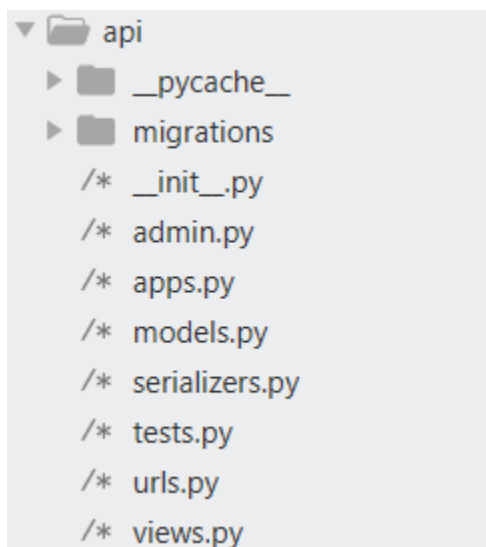 api
__pycache__
migrations
/* __init__.py
/* admin.py
/* apps.py
/* models.py
/* serializers.py
/* tests.py
/* urls.py
/* views.py